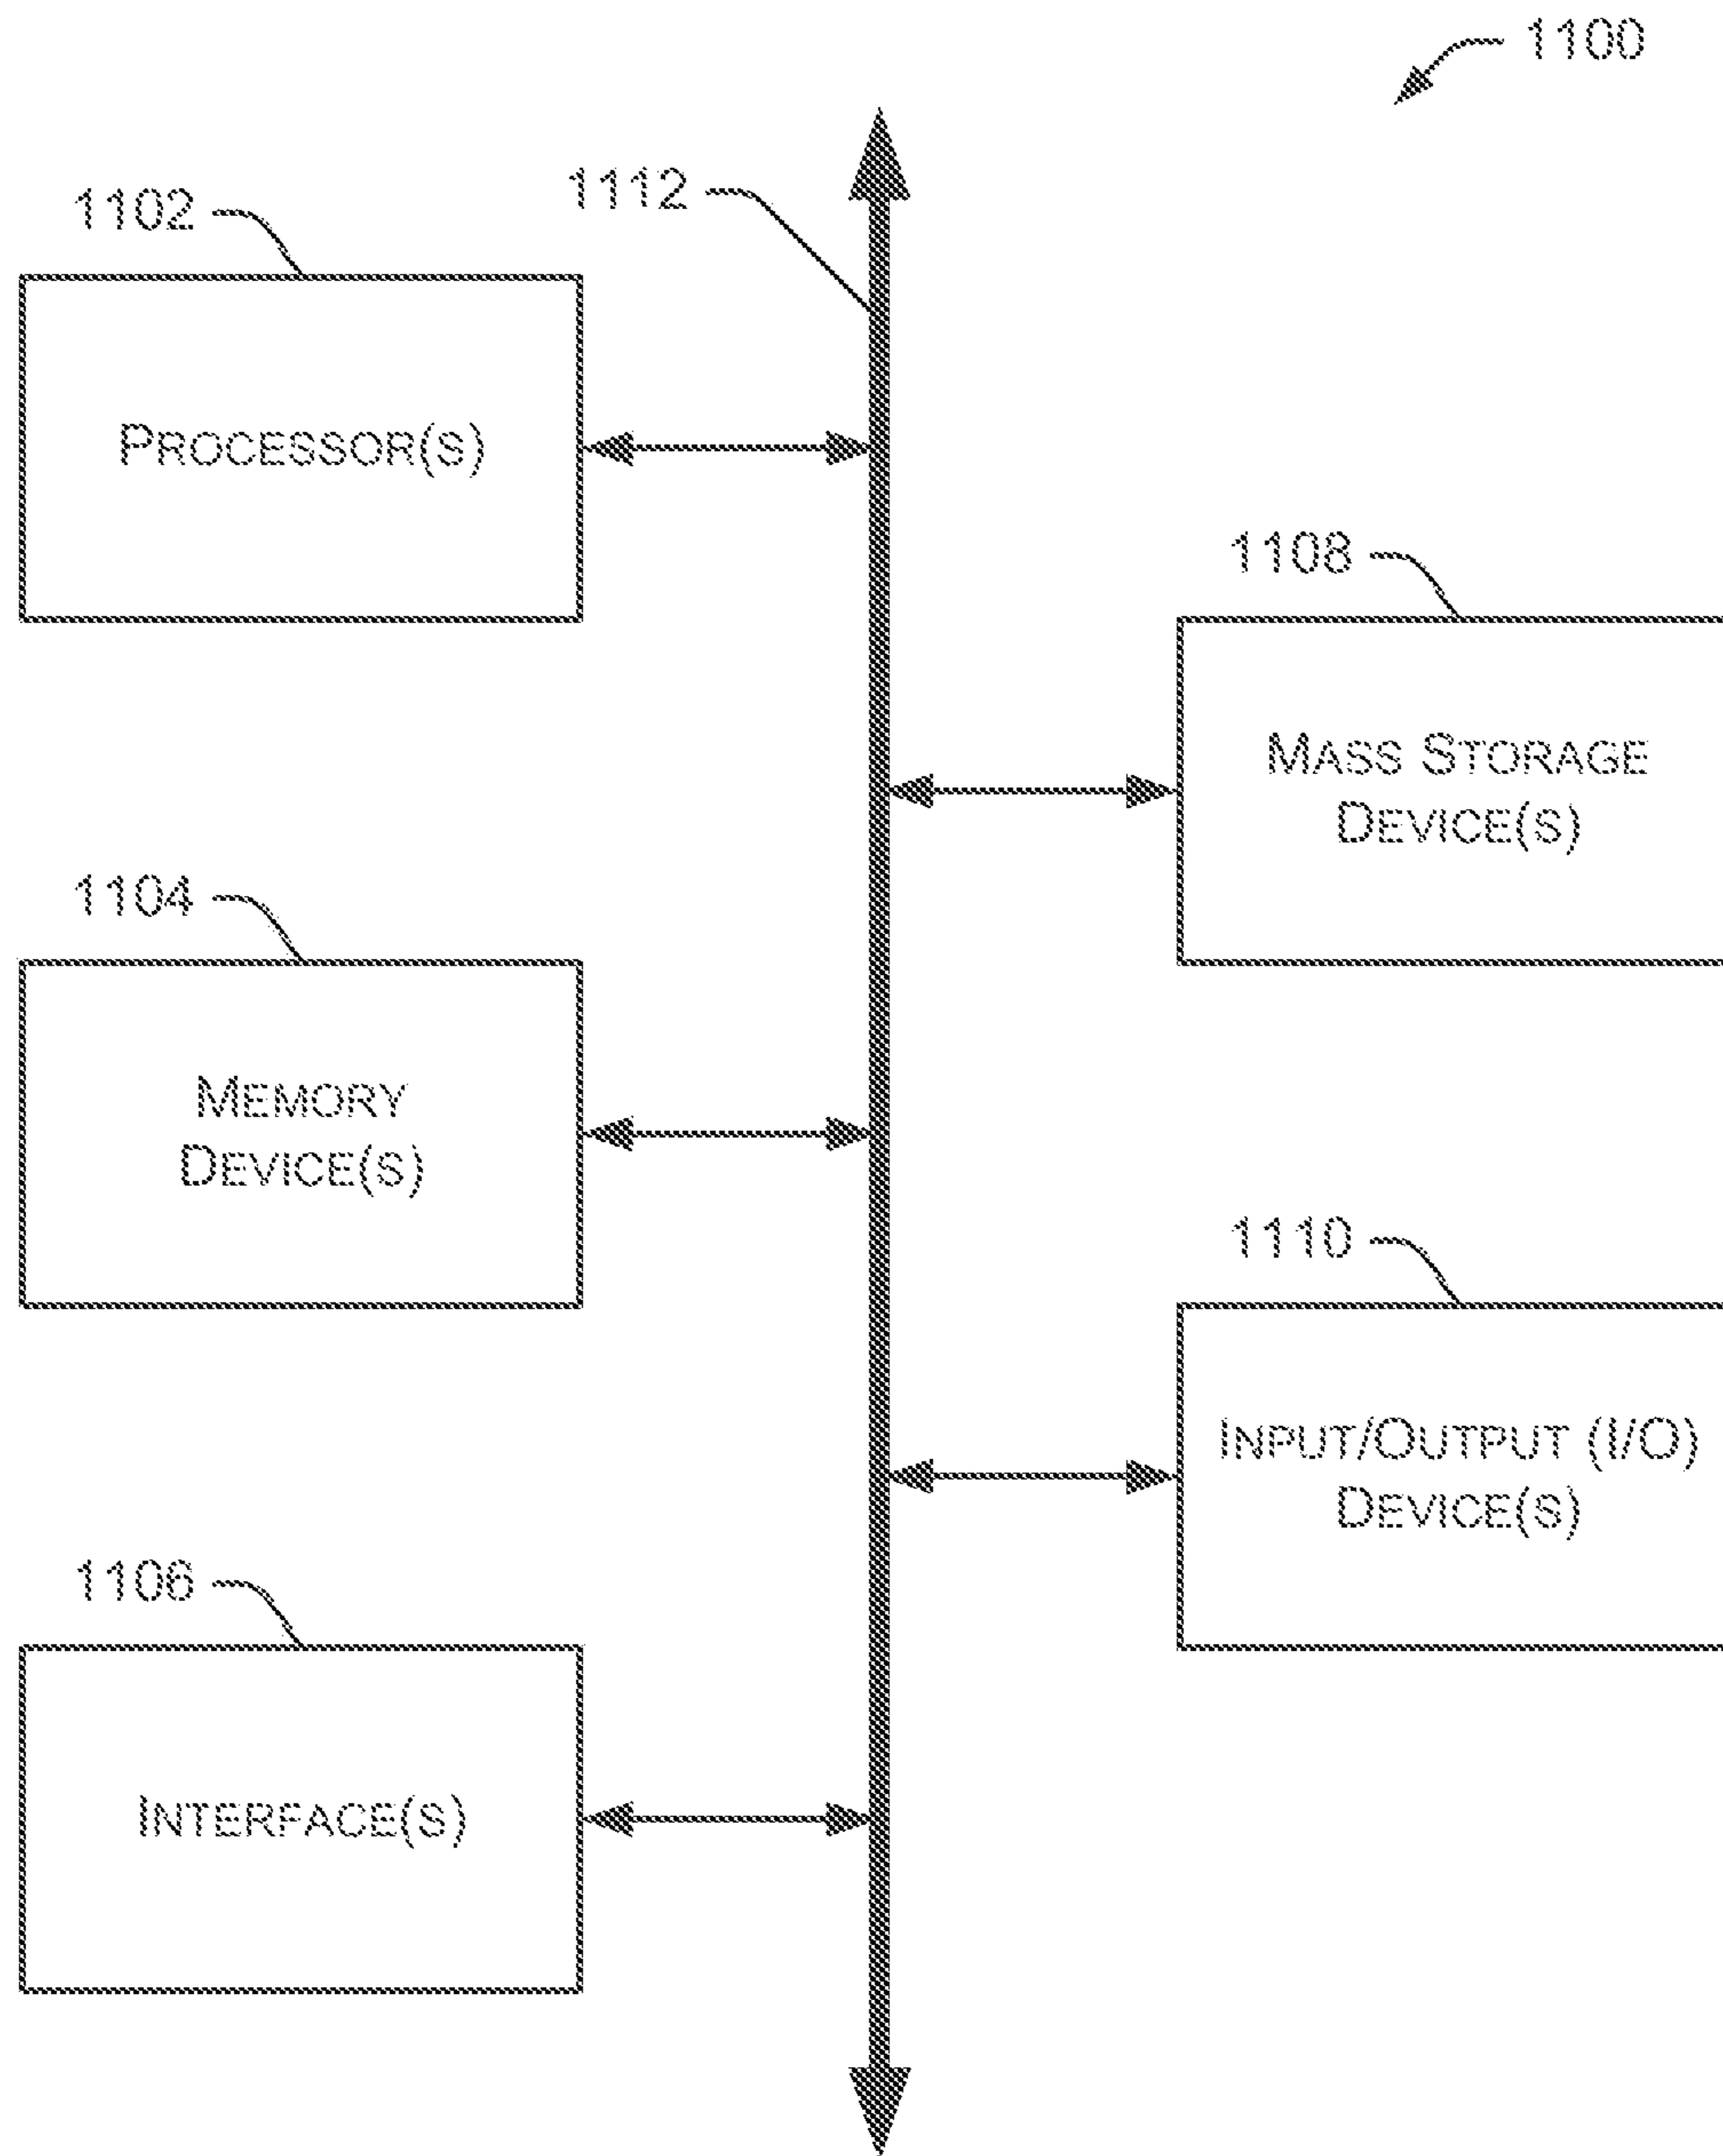 1100
1112
1102
PROCESSOR(S)
1108
MASS STORAGE
DEVICE(S)
1104
MEMORY
DEVICE(S)
1110
INPUT/OUTPUT (I/O)
DEVICE(S)
1106
INTERFACE(S)